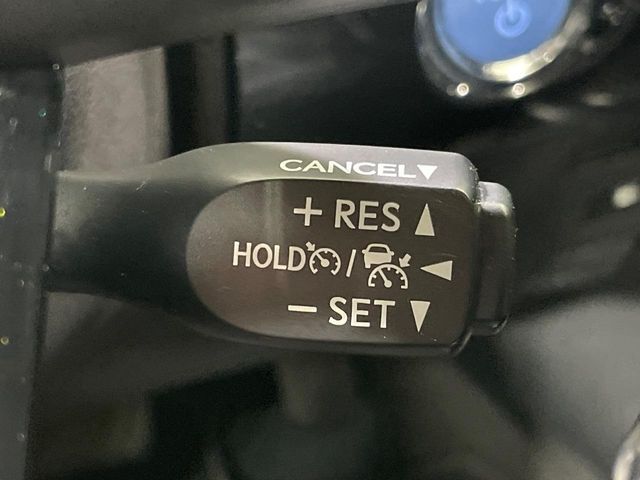 CANCEL▼
+ RES ▲
HOLD / ◀
− SET ▼